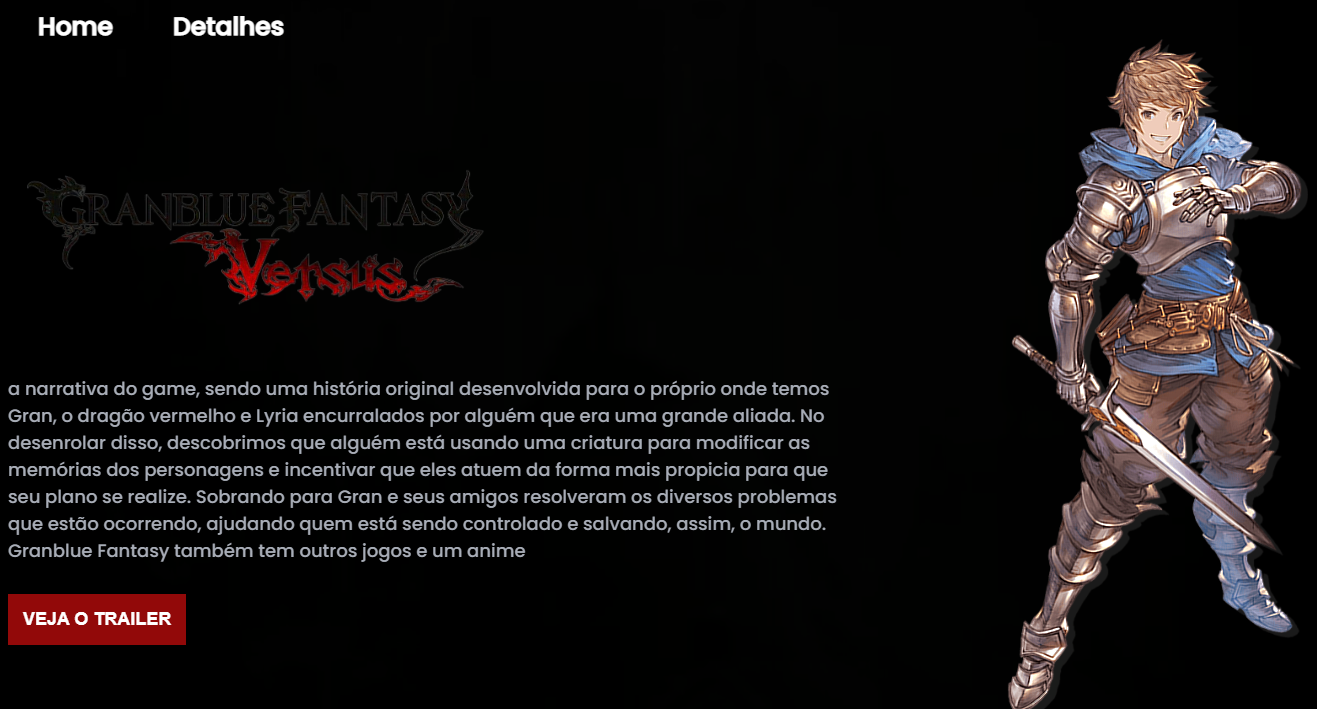 Home Detalhes
GRANBLUE FANTASY
Versus
a narrativa do game, sendo uma história original desenvolvida para o próprio onde temos
Gran, o dragão vermelho e Lyria encurralados por alguém que era uma grande aliada. No
desenrolar disso, descobrimos que alguém está usando uma criatura para modificar as
memórias dos personagens e incentivar que eles atuem da forma mais propicia para que
seu plano se realize. Sobrando para Gran e seus amigos resolveram os diversos problemas
que estão ocorrendo, ajudando quem está sendo controlado e salvando, assim, o mundo.
Granblue Fantasy também tem outros jogos e um anime
VEJA O TRAILER